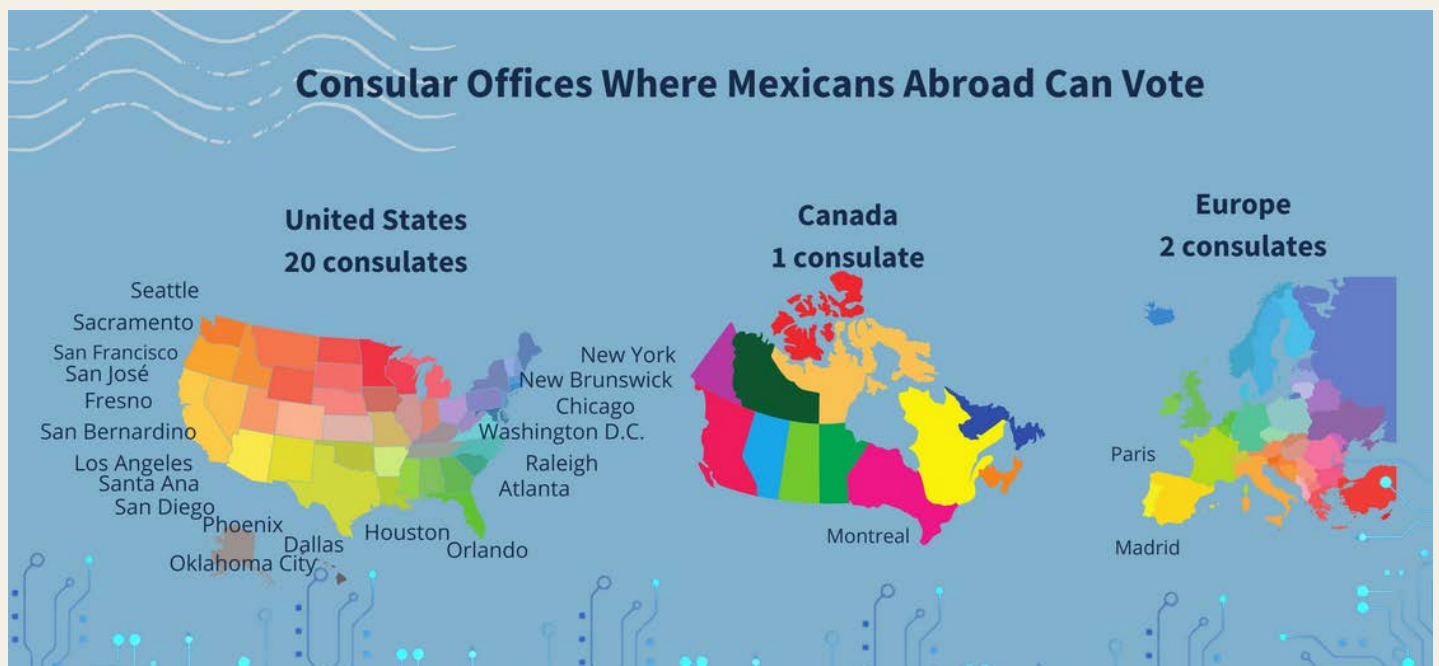 Consular Offices Where Mexicans Abroad Can Vote
United States
20 consulates
Seattle
Sacramento
San Francisco
San José
Fresno
San Bernardino
Los Angeles
Santa Ana
San Diego
Phoenix
Dallas
Oklahoma City
Houston
Orlando
New York
New Brunswick
Chicago
Washington D.C.
Raleigh
Atlanta
Canada
1 consulate
Montreal
Europe
2 consulates
Paris
Madrid